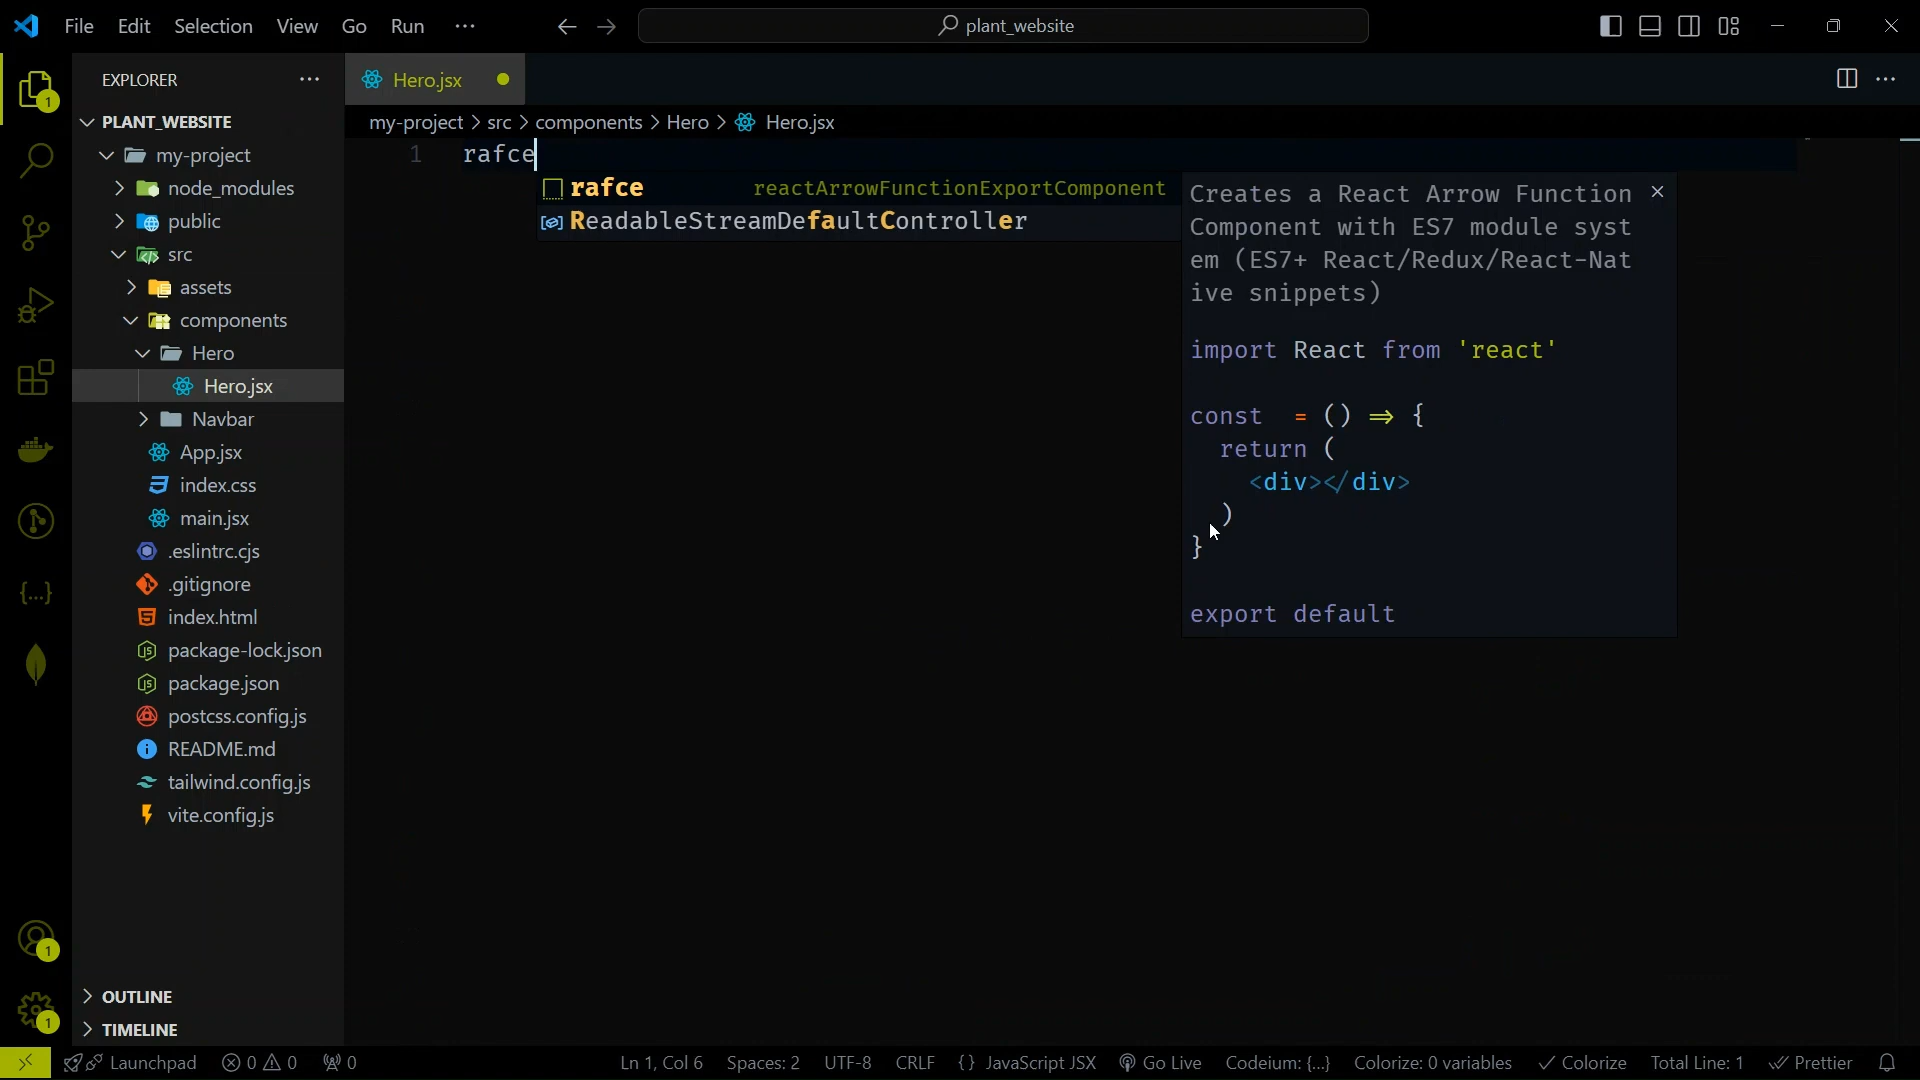 File Edit Selection View Go Run ···
plant_website
EXPLORER ···
Hero.jsx
PLANT_WEBSITE
my-project > src > components > Hero > Hero.jsx
my-project
node_modules
public
src
assets
components
Hero
Hero.jsx
Navbar
App.jsx
index.css
main.jsx
.eslintrc.cjs
.gitignore
index.html
package-lock.json
package.json
postcss.config.js
README.md
tailwind.config.js
vite.config.js
OUTLINE
TIMELINE
1 rafce
rafce reactArrowFunctionExportComponent
ReadableStreamDefaultController
Creates a React Arrow Function
Component with ES7 module syst
em (ES7+ React/Redux/React-Nat
ive snippets)
import React from 'react'
const = () => {
return (
<div></div>
)
}
export default
1
1
1
Launchpad 0 0 0 Ln 1, Col 6 Spaces: 2 UTF-8 CRLF {} JavaScript JSX Go Live Codeium: {...} Colorize: 0 variables Colorize Total Line: 1 Prettier